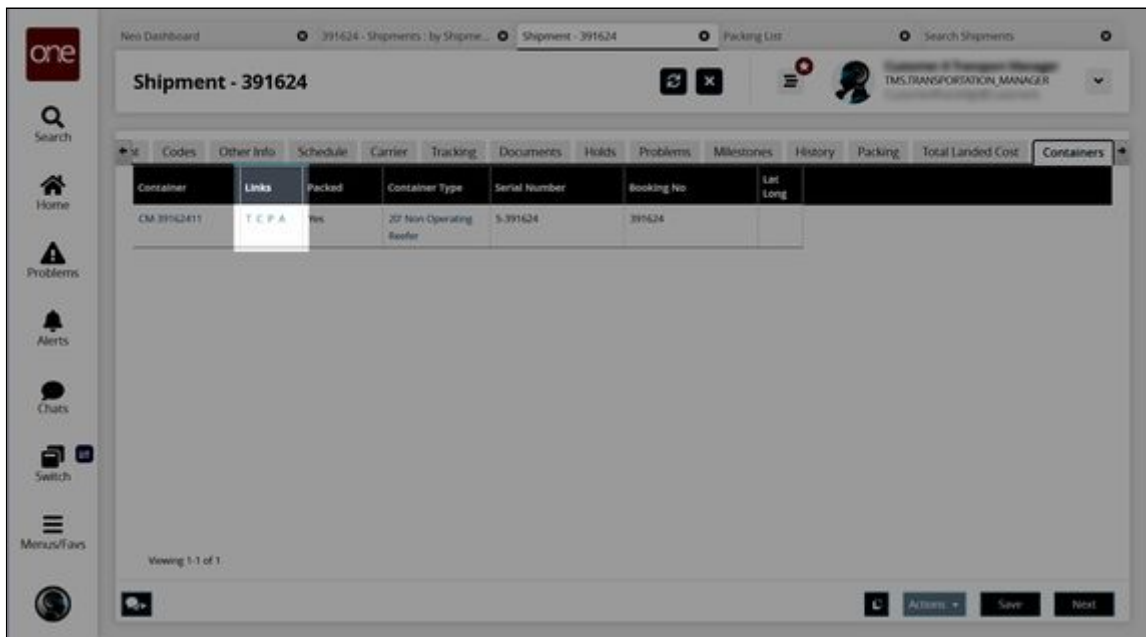 one
Search
Home
Problems
Alerts
Chats
Switch
Menus/Favs
Neo Dashboard
391624 - Shipments : by Shipme...
Shipment - 391624
Packing List
Search Shipments
Shipment - 391624
TMS.TRANSPORTATION_MANAGER
Codes Other Info Schedule Carrier Tracking Documents Holds Problems Milestones History Packing Total Landed Cost Containers
Container Links Packed Container Type Serial Number Booking No Lat Long
CM-39162411 T C P A Yes 20' Non Operating Reefer S-391624 391624
Viewing 1-1 of 1
Actions Save Next